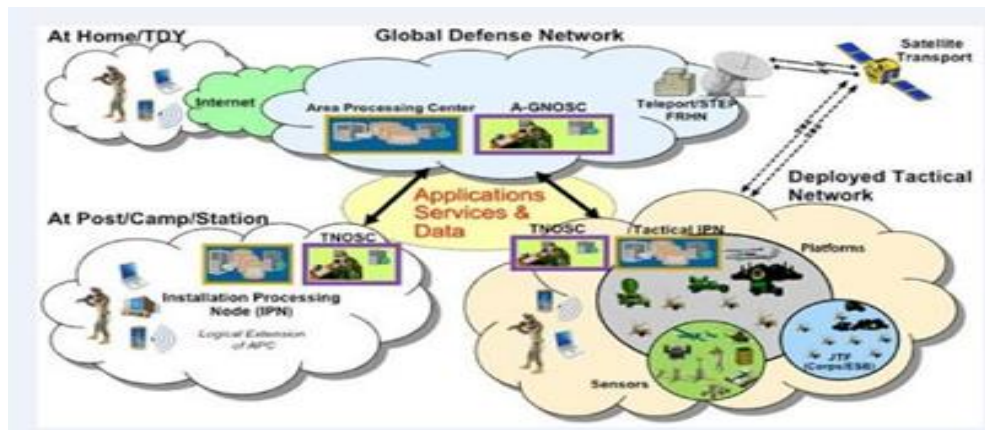 At Home/TDY
Global Defense Network
Satellite
Transport
Internet
Area Processing Center
A-GNOSC
Teleport/STEP
FRHN
Deployed Tactical
Network
Applications
Services &
Data
At Post/Camp/Station
TNOSC
TNOSC
/Tactical IPN
Platforms
Installation Processing
Node (IPN)
Logical Extension
of APC
Sensors
JTF
(Corps/ESB)